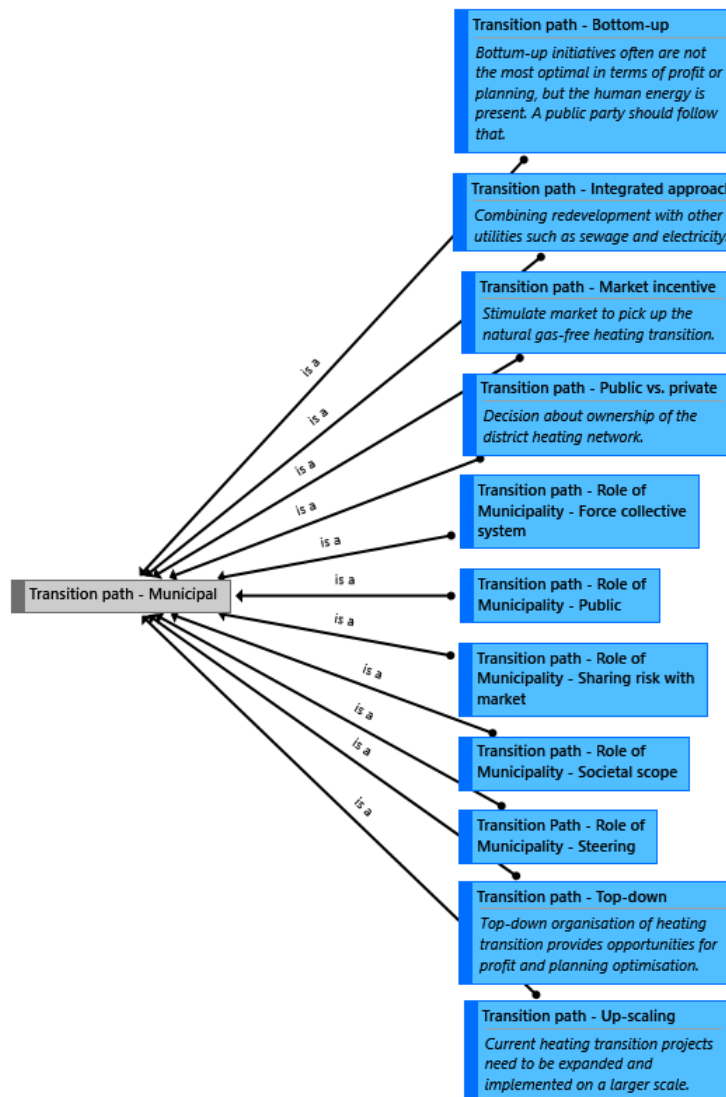 Transition path - Bottom-up
Bottum-up initiatives often are not
the most optimal in terms of profit or
planning, but the human energy is
present. A public party should follow
that.
Transition path - Integrated approach
Combining redevelopment with other
utilities such as sewage and electricity.
Transition path - Market incentive
Stimulate market to pick up the
natural gas-free heating transition.
is a
Transition path - Public vs. private
Decision about ownership of the
district heating network.
is a
is a
Transition path - Role of
Municipality - Force collective
system
is a
is a
Transition path - Municipal
is a
Transition path - Role of
Municipality - Public
is a
Transition path - Role of
Municipality - Sharing risk with
market
is a
is a
Transition path - Role of
Municipality - Societal scope
is a
Transition Path - Role of
Municipality - Steering
is a
Transition path - Top-down
Top-down organisation of heating
transition provides opportunities for
profit and planning optimisation.
Transition path - Up-scaling
Current heating transition projects
need to be expanded and
implemented on a larger scale.